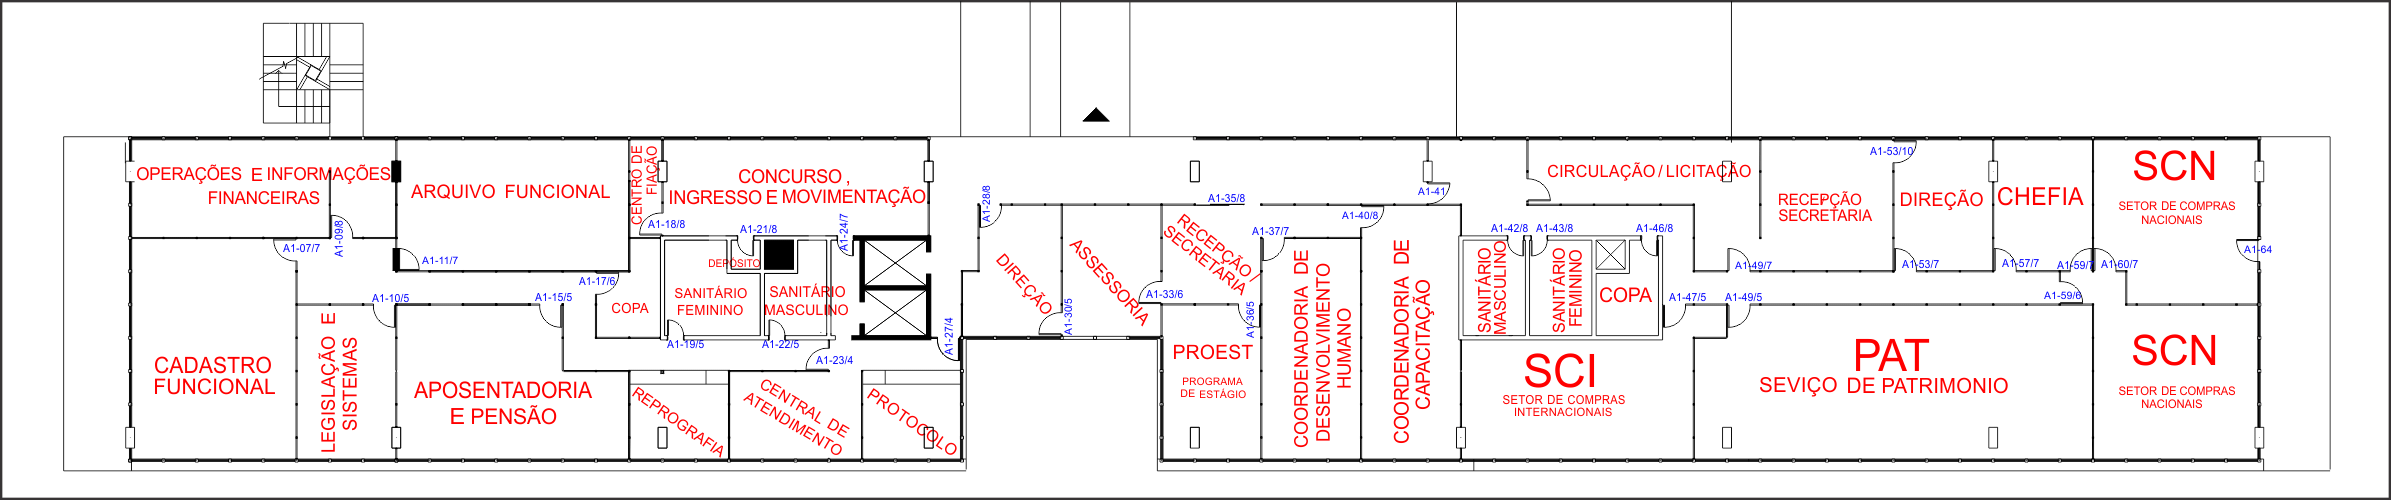 OPERAÇÕES E INFORMAÇÕES
FINANCEIRAS
ARQUIVO FUNCIONAL
CENTRO DE
FIAÇÃO
CONCURSO ,
INGRESSO E MOVIMENTAÇÃO
A1-07/7
A1-09/8
A1-11/7
A1-18/8
A1-21/8
A1-24/7
A1-10/5
A1-15/5
A1-17/6
COPA
DEPÓSITO
SANITÁRIO
FEMININO
SANITÁRIO
MASCULINO
A1-19/5
A1-22/5
A1-23/4
A1-27/4
CADASTRO
FUNCIONAL
LEGISLAÇÃO E
SISTEMAS
APOSENTADORIA
E PENSÃO
REPROGRAFIA
CENTRAL DE
ATENDIMENTO
PROTOCOLO
A1-28/8
DIREÇÃO
A1-30/5
ASSESSORIA
A1-35/8
RECEPÇÃO /
SECRETARIA
A1-33/6
A1-36/5
A1-37/7
A1-40/8
A1-41
PROEST
PROGRAMA
DE ESTÁGIO
COORDENADORIA DE
DESENVOLVIMENTO
HUMANO
COORDENADORIA DE
CAPACITAÇÃO
CIRCULAÇÃO / LICITAÇÃO
A1-42/8
A1-43/8
A1-46/8
SANITÁRIO
MASCULINO
SANITÁRIO
FEMININO
COPA
A1-47/5
A1-49/5
A1-49/7
SCI
SETOR DE COMPRAS
INTERNACIONAIS
RECEPÇÃO
SECRETARIA
A1-53/10
DIREÇÃO
A1-53/7
CHEFIA
A1-57/7
A1-59/7
A1-60/7
A1-59/6
A1-64
SCN
SETOR DE COMPRAS
NACIONAIS
PAT
SEVIÇO DE PATRIMONIO
SCN
SETOR DE COMPRAS
NACIONAIS